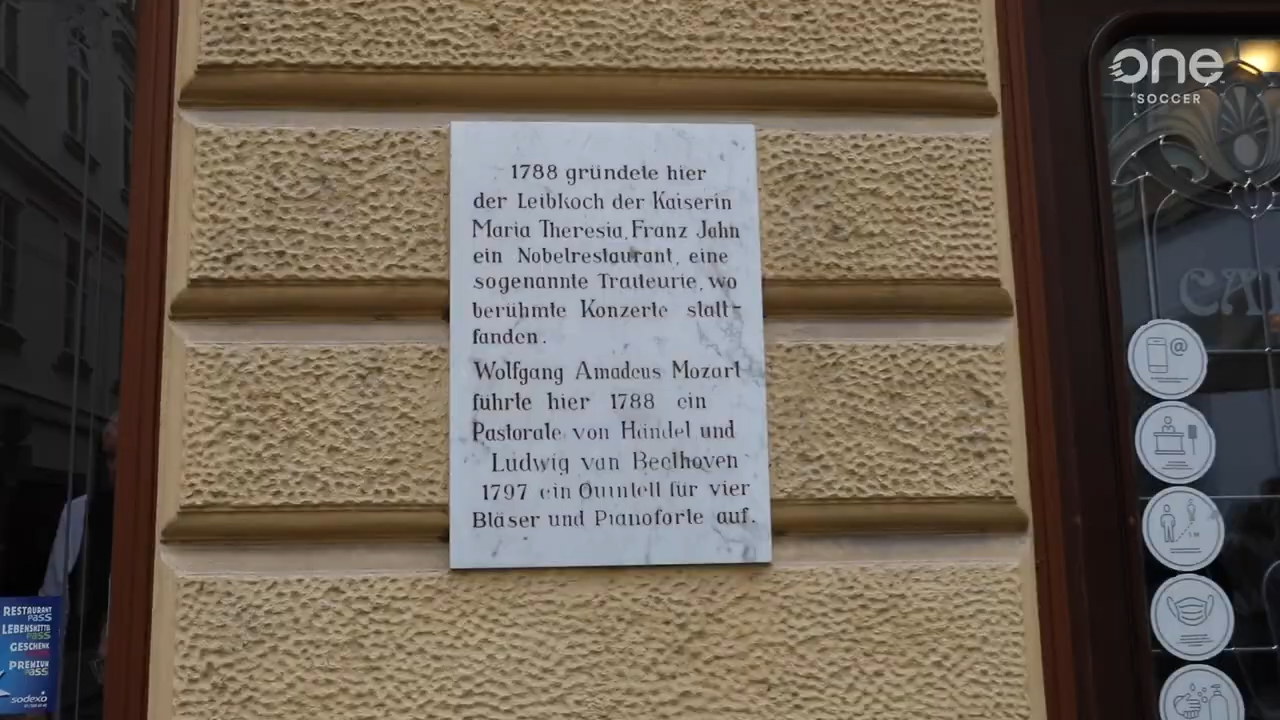 one
SOCCER
1788 gründete hier
der Leibkoch der Kaiserin
Maria Theresia, Franz Jahn
ein Nobelrestaurant, eine
sogenannte Traiteurie, wo
berühmte Konzerte statt-
fanden.
Wolfgang Amadeus Mozart
führte hier 1788 ein
Pastorale von Händel und
Ludwig van Beethoven
1797 ein Quintett für vier
Bläser und Pianoforte auf.
CA
@
1 M
RESTAURANT
PASS
LEBENSMITTEL
PASS
GESCHENK
PREMIUM
PASS
sodexo